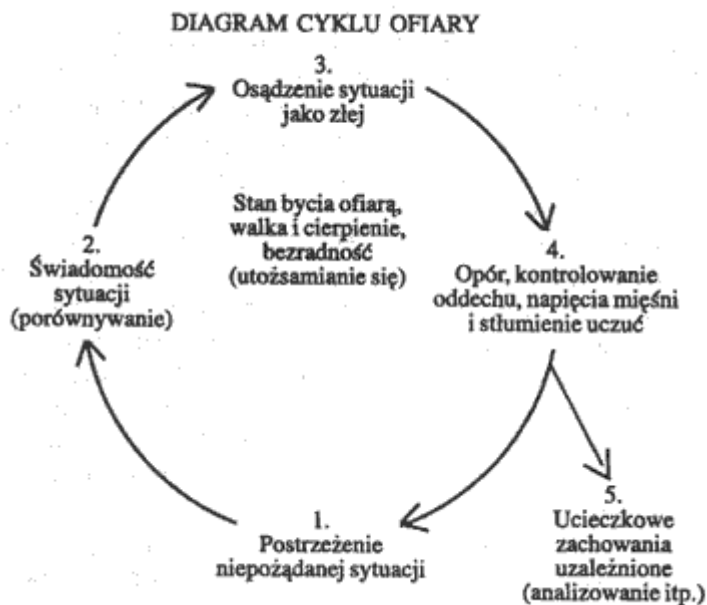 DIAGRAM CYKLU OFIARY
3.
Osądzenie sytuacji
jako złej
Stan bycia ofiarą,
walka i cierpienie,
bezradność
(utożsamianie się)
2.
Świadomość
sytuacji
(porównywanie)
4.
Opór, kontrolowanie
oddechu, napięcia mięśni
i stłumienie uczuć
1.
Postrzeżenie
niepożądanej sytuacji
5.
Ucieczkowe
zachowania
uzależnione
(analizowanie itp.)